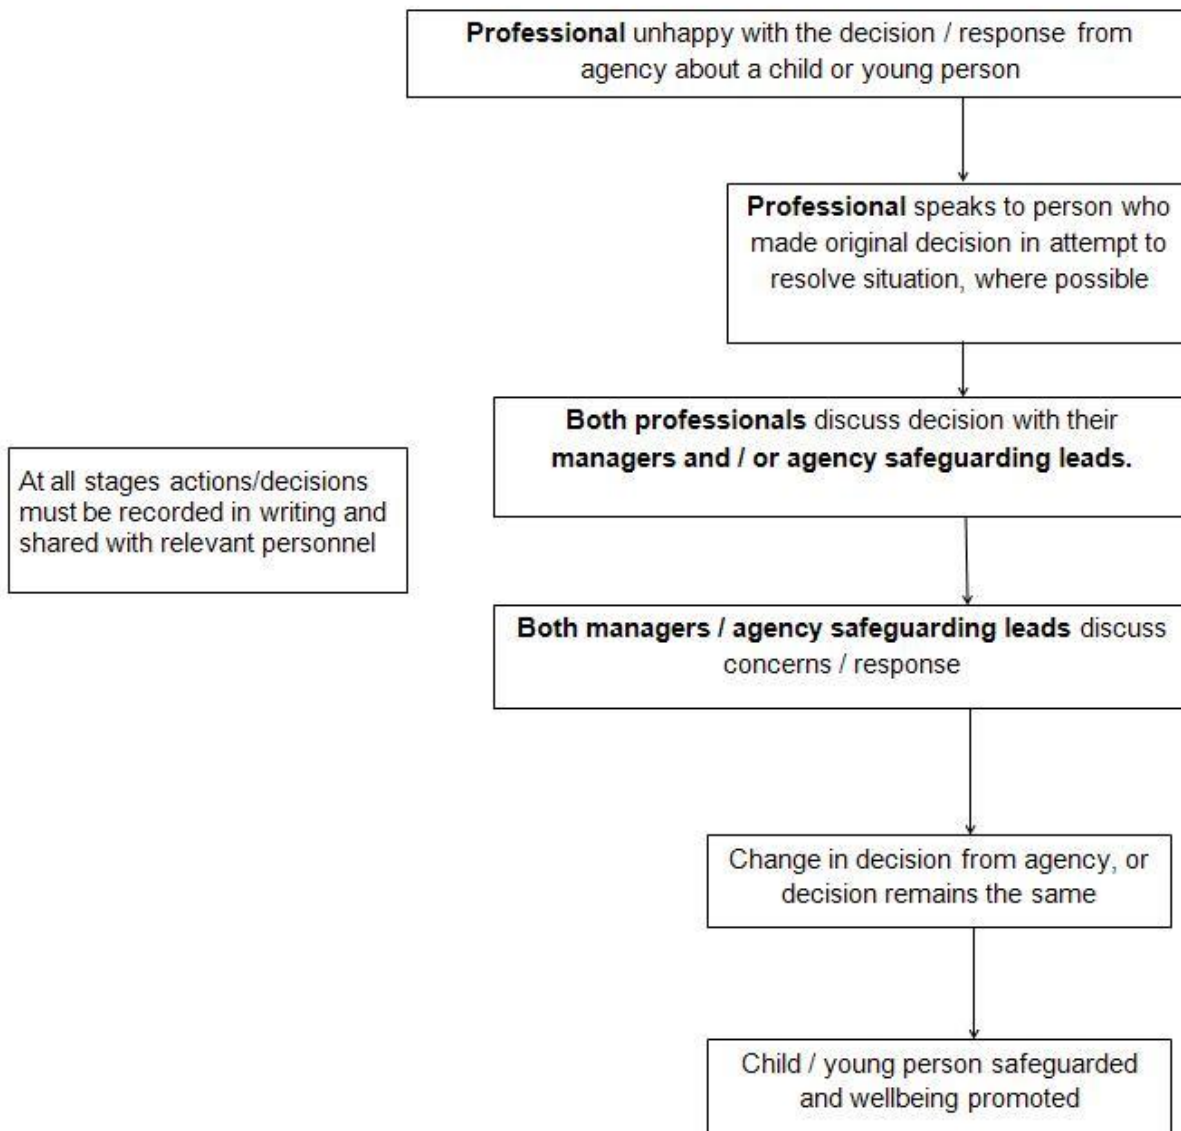 Professional unhappy with the decision / response from
agency about a child or young person
Professional speaks to person who
made original decision in attempt to
resolve situation, where possible
Both professionals discuss decision with their
managers and / or agency safeguarding leads.
At all stages actions/decisions
must be recorded in writing and
shared with relevant personnel
Both managers / agency safeguarding leads discuss
concerns / response
Change in decision from agency, or
decision remains the same
Child / young person safeguarded
and wellbeing promoted